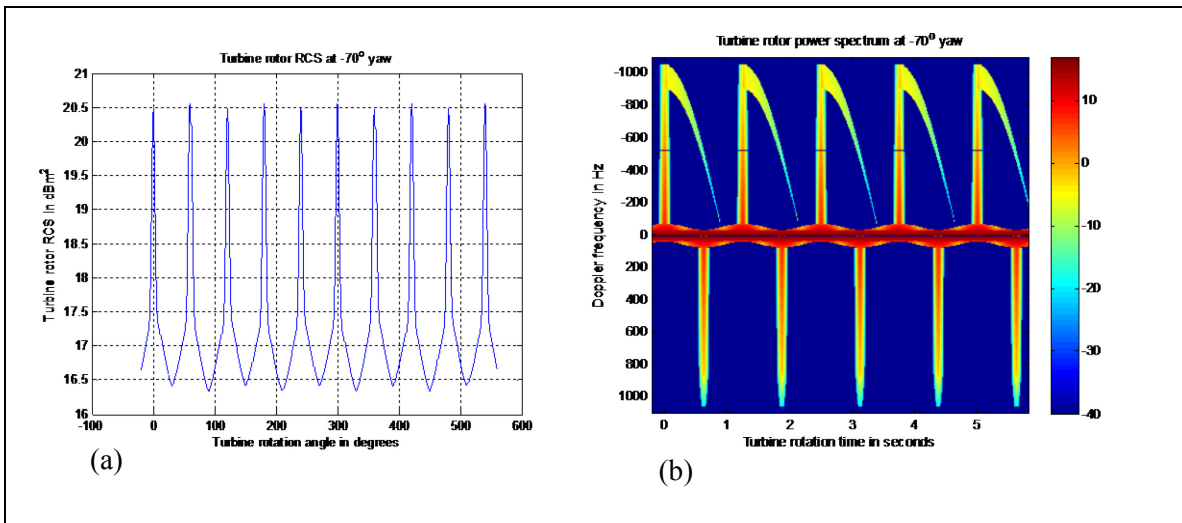 Turbine rotor RCS at -70° yaw
21
20.5
20
19.5
19
18.5
18
17.5
17
16.5
16
Turbine rotor RCS in dBm²
-100 0 100 200 300 400 500 600
Turbine rotation angle in degrees
(a)
Turbine rotor power spectrum at -70° yaw
-1000
-800
-600
-400
-200
0
200
400
600
800
1000
Doppler frequency in Hz
0 1 2 3 4 5
Turbine rotation time in seconds
10
0
-10
-20
-30
-40
(b)